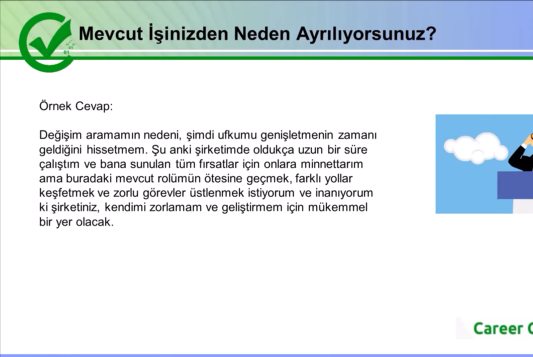 Mevcut İşinizden Neden Ayrılıyorsunuz?
Örnek Cevap:
Değişim aramamın nedeni, şimdi ufkumu genişletmenin zamanı
geldiğini hissetmem. Şu anki şirketimde oldukça uzun bir süre
çalıştım ve bana sunulan tüm fırsatlar için onlara minnettarım
ama buradaki mevcut rolümün ötesine geçmek, farklı yollar
keşfetmek ve zorlu görevler üstlenmek istiyorum ve inanıyorum
ki şirketiniz, kendimi zorlamam ve geliştirmem için mükemmel
bir yer olacak.
Career